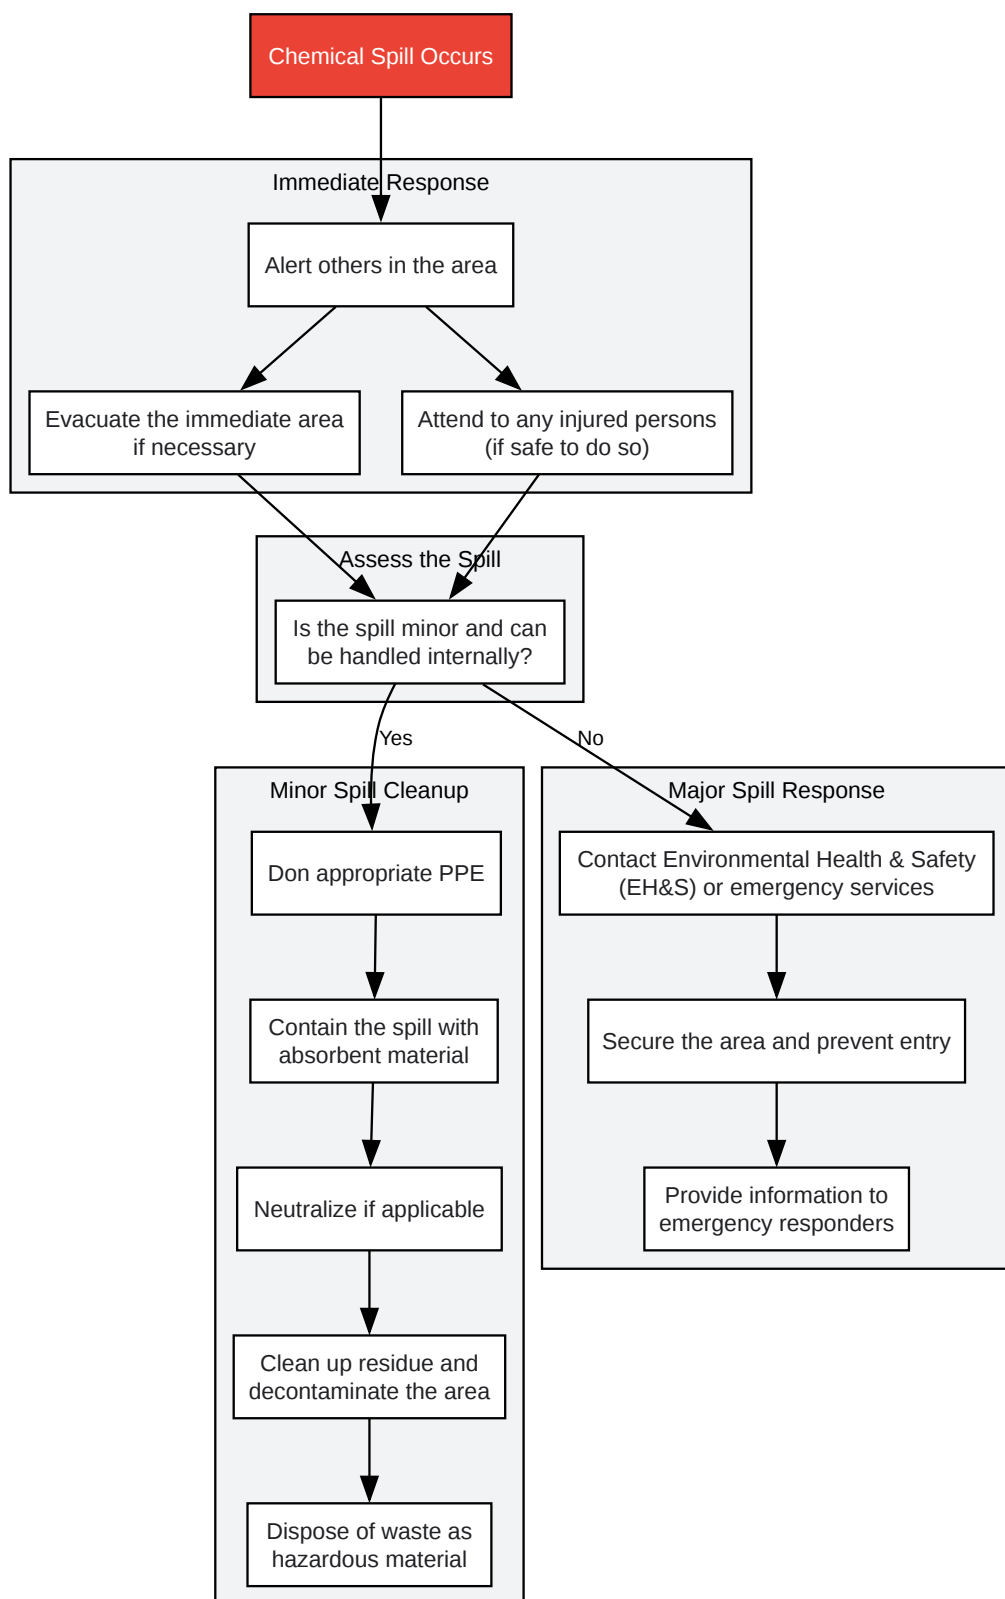 Chemical Spill Occurs
Immediate Response
Alert others in the area
Evacuate the immediate area
if necessary
Attend to any injured persons
(if safe to do so)
Assess the Spill
Is the spill minor and can
be handled internally?
Yes
No
Minor Spill Cleanup
Don appropriate PPE
Contain the spill with
absorbent material
Neutralize if applicable
Clean up residue and
decontaminate the area
Dispose of waste as
hazardous material
Major Spill Response
Contact Environmental Health & Safety
(EH&S) or emergency services
Secure the area and prevent entry
Provide information to
emergency responders